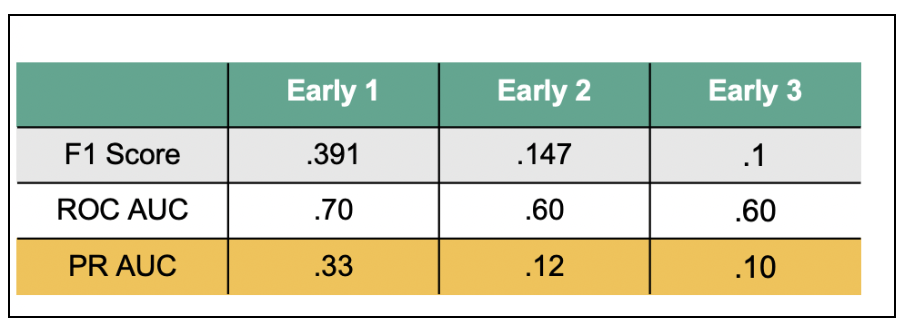 Early 1 Early 2 Early 3
F1 Score .391 .147 .1
ROC AUC .70 .60 .60
PR AUC .33 .12 .10